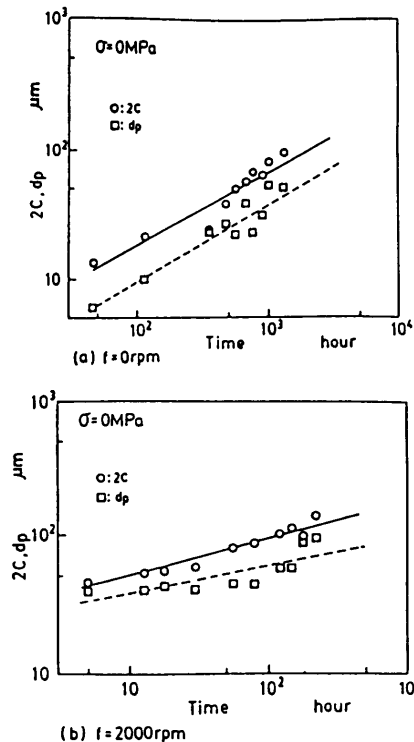 10³
σ=0MPa
μm
○: 2C
□: dp
10²
2C, dp
10
10²
10³
10⁴
Time hour
(a) f=0rpm
10³
σ=0MPa
μm
○: 2C
□: dp
10²
2C, dp
10
10
10²
10
Time hour
(b) f=2000rpm